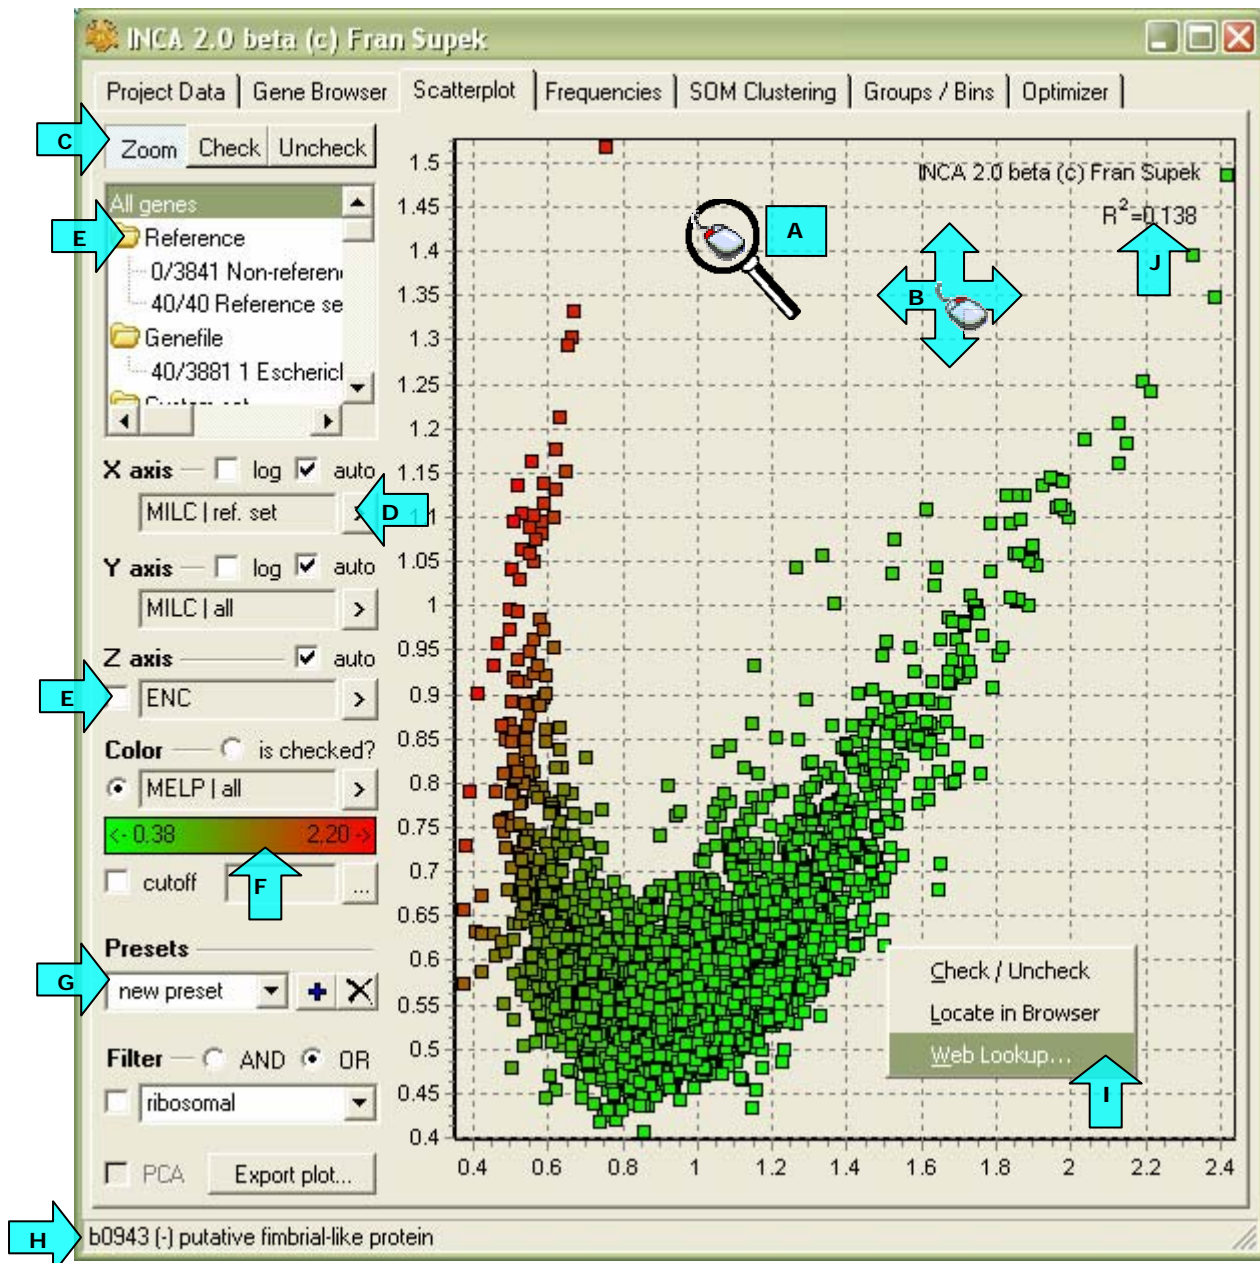 INCA 2.0 beta (c) Fran Supek
Project Data
Gene Browser
Scatterplot
Frequencies
SOM Clustering
Groups / Bins
Optimizer
C
Zoom
Check
Uncheck
All genes
E
Reference
0/3841 Non-referen
40/40 Reference se
Genefile
40/3881 1 Escherich
X axis
log
auto
MILC | ref. set
>
D
Y axis
log
auto
MILC | all
>
Z axis
auto
E
ENC
>
Color
is checked?
MELP | all
>
<- 0.38
2.20 ->
cutoff
F
...
Presets
G
new preset
Filter
AND
OR
ribosomal
PCA
Export plot...
H
b0943 (-) putative fimbrial-like protein
INCA 2.0 beta (c) Fran Supek
R²=0,138
A
B
J
1.5
1.45
1.4
1.35
1.3
1.25
1.2
1.15
1.1
1.05
1
0.95
0.9
0.85
0.8
0.75
0.7
0.65
0.6
0.55
0.5
0.45
0.4
0.4
0.6
0.8
1
1.2
1.4
1.6
1.8
2
2.2
2.4
Check / Uncheck
Locate in Browser
Web Lookup...
I